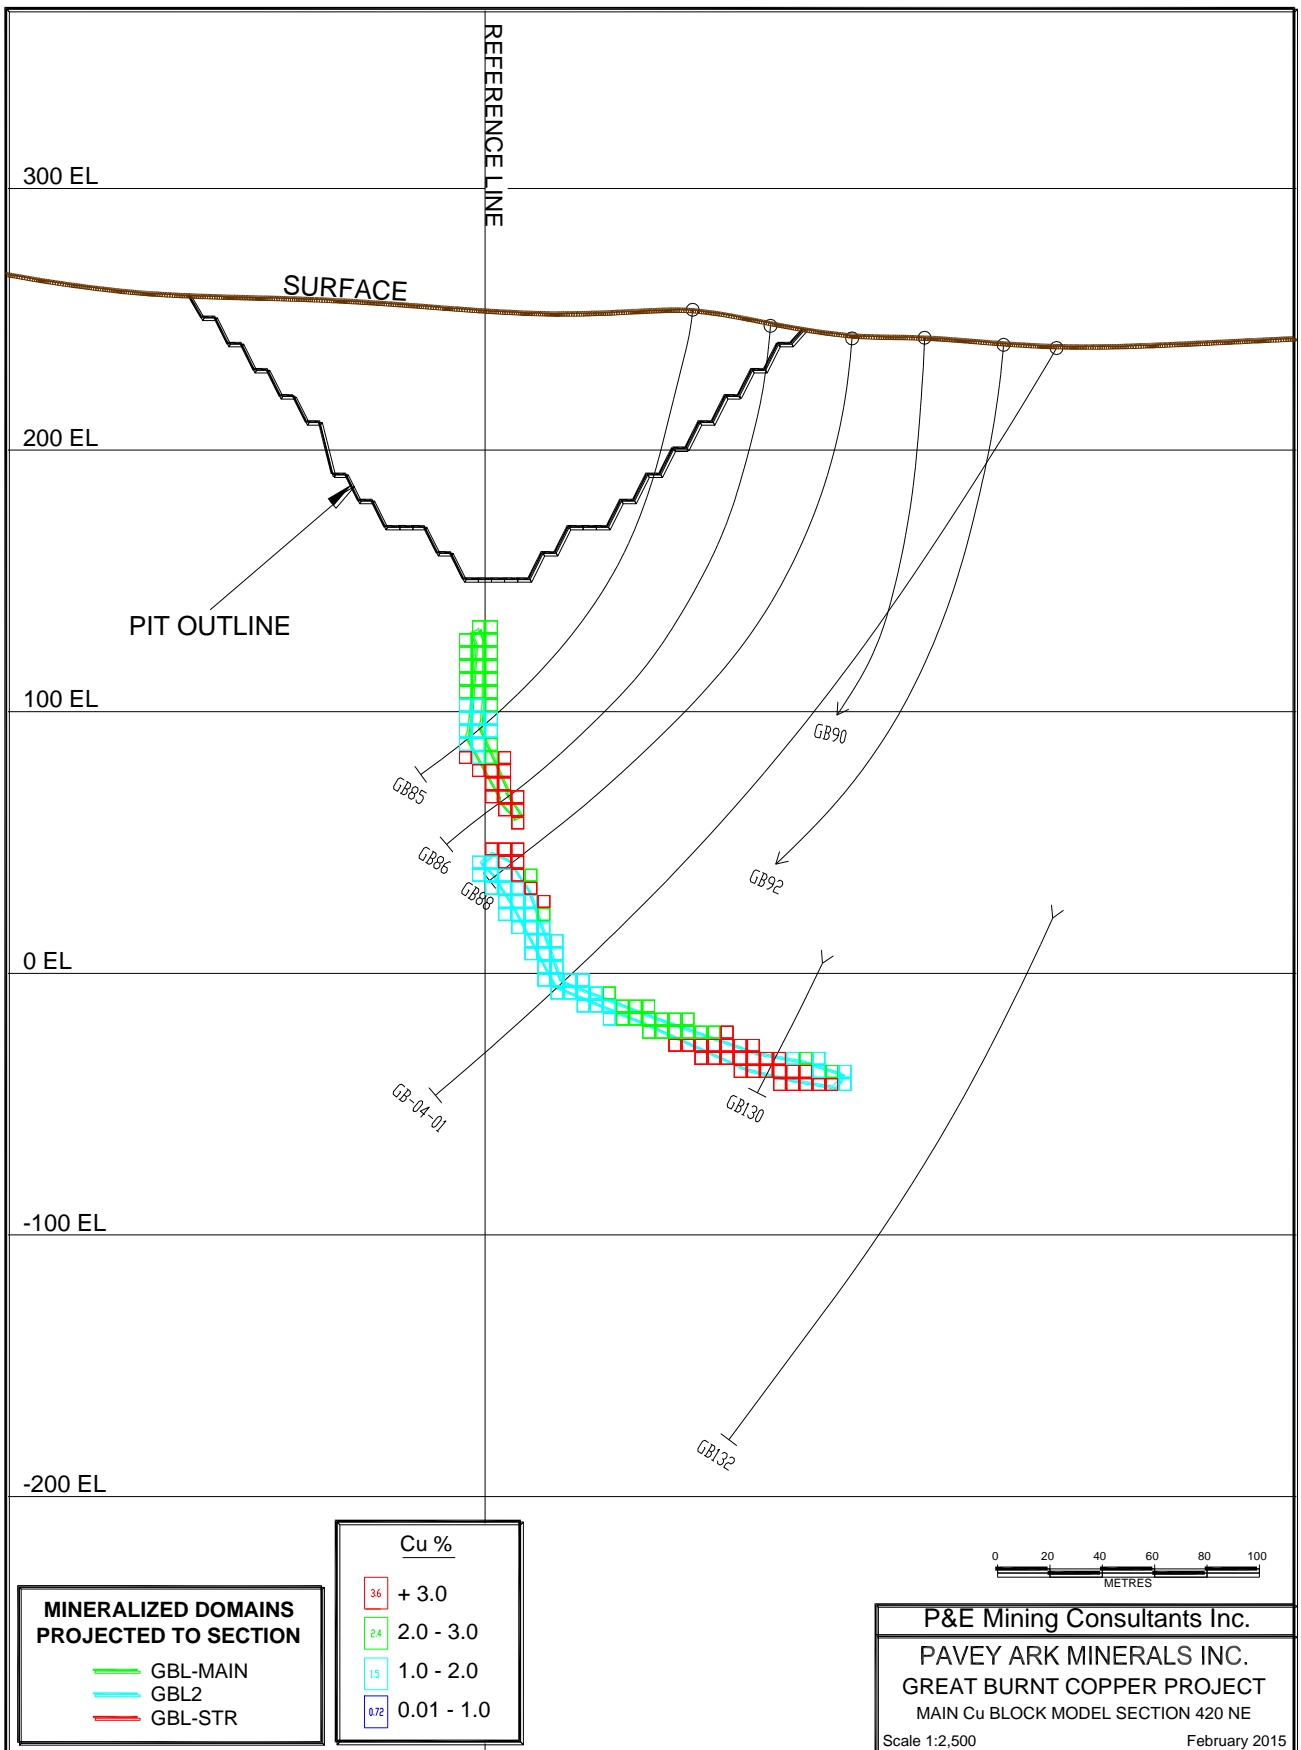 REFERENCE LINE
300 EL
SURFACE
200 EL
PIT OUTLINE
100 EL
GB90
GB85
GB86
GB92
GB88
0 EL
GB-04-01
GB130
-100 EL
GB132
-200 EL
Cu %
3.6 + 3.0
2.4 2.0 - 3.0
1.5 1.0 - 2.0
0.72 0.01 - 1.0
MINERALIZED DOMAINS
PROJECTED TO SECTION
GBL-MAIN
GBL2
GBL-STR
0 20 40 60 80 100
METRES
P&E Mining Consultants Inc.
PAVEY ARK MINERALS INC.
GREAT BURNT COPPER PROJECT
MAIN Cu BLOCK MODEL SECTION 420 NE
Scale 1:2,500 February 2015